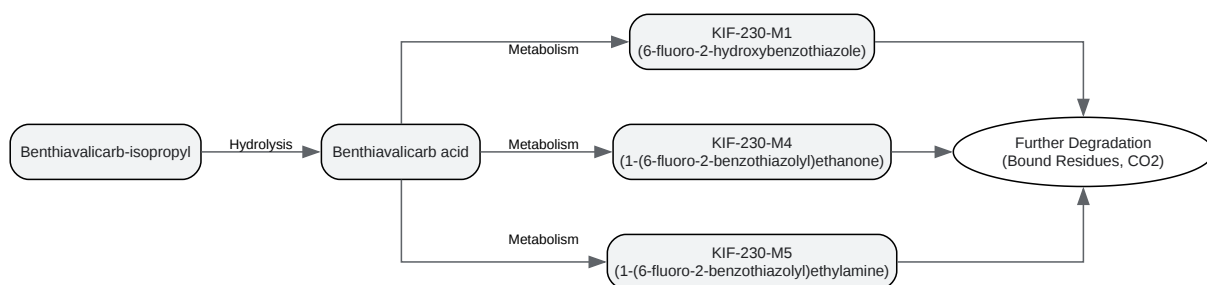 KIF-230-M1
(6-fluoro-2-hydroxybenzothiazole)
Metabolism
Benthiavalicarb-isopropyl
Hydrolysis
Benthiavalicarb acid
Metabolism
KIF-230-M4
(1-(6-fluoro-2-benzothiazolyl)ethanone)
Further Degradation
(Bound Residues, CO2)
Metabolism
KIF-230-M5
(1-(6-fluoro-2-benzothiazolyl)ethylamine)